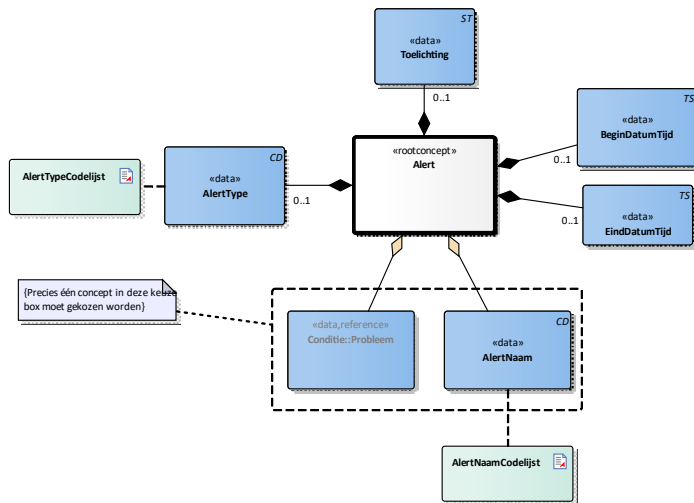 ST
«data»
Toelichting
0..1
TS
«data»
BeginDatumTijd
0..1
«rootconcept»
Alert
CD
«data»
AlertType
0..1
AlertTypeCodelijst
TS
«data»
EindDatumTijd
0..1
{Precies één concept in deze keuze
box moet gekozen worden}
«data,reference»
Conditie::Probleem
CD
«data»
AlertNaam
AlertNaamCodelijst